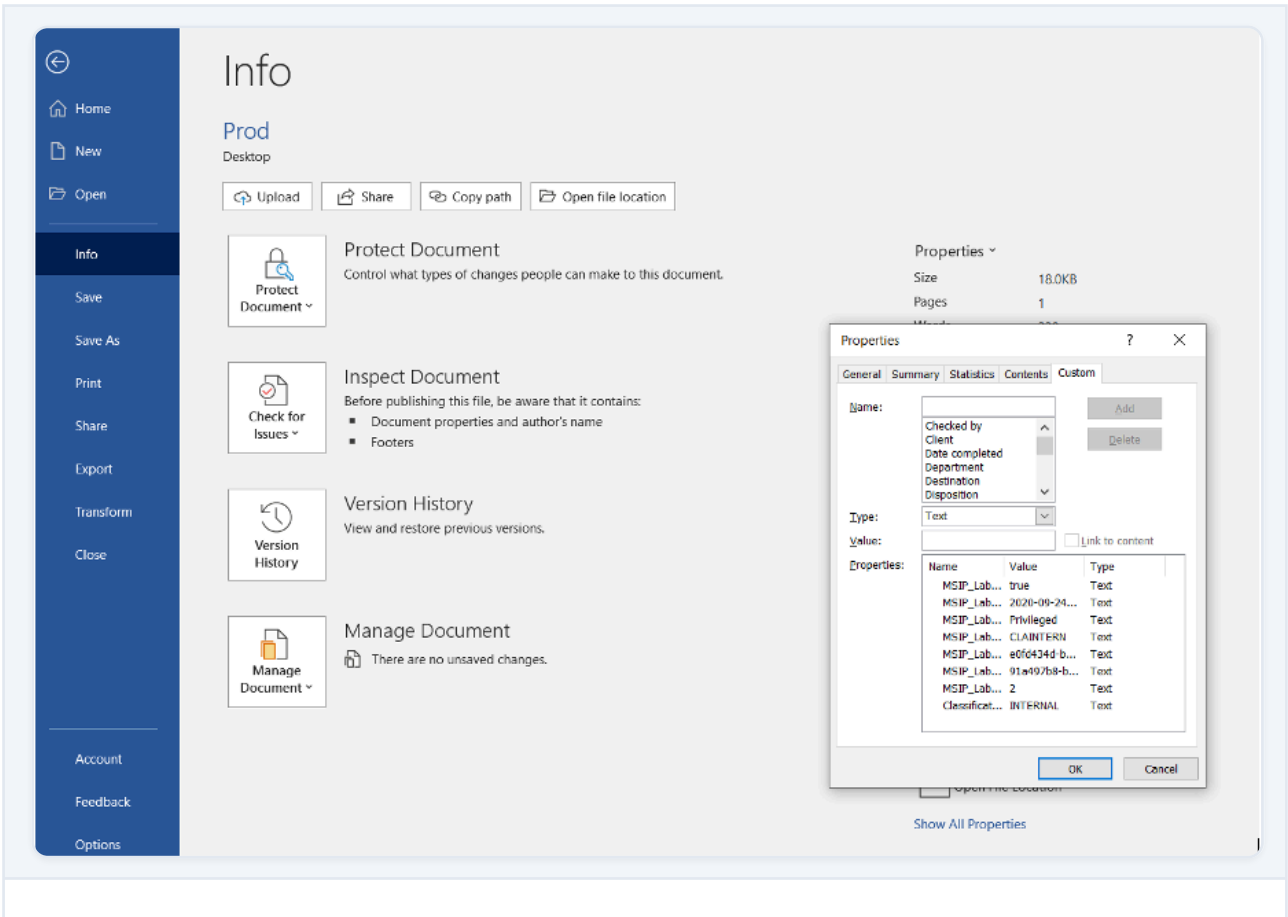 Info
Prod
Desktop
Upload
Share
Copy path
Open file location
Home
New
Open
Info
Save
Save As
Print
Share
Export
Transform
Close
Account
Feedback
Options
Protect Document
Protect Document
Control what types of changes people can make to this document.
Check for Issues
Inspect Document
Before publishing this file, be aware that it contains:
Document properties and author's name
Footers
Version History
Version History
View and restore previous versions.
Manage Document
Manage Document
There are no unsaved changes.
Properties
Size 18.0KB
Pages 1
Properties ?
General Summary Statistics Contents Custom
Name: Add
Checked by
Client Delete
Date completed
Department
Destination
Disposition
Type: Text
Value: Link to content
Properties: Name Value Type
MSIP_Lab... true Text
MSIP_Lab... 2020-09-24... Text
MSIP_Lab... Privileged Text
MSIP_Lab... CLAINTERN Text
MSIP_Lab... e0fd434d-b... Text
MSIP_Lab... 91a497b8-b... Text
MSIP_Lab... 2 Text
Classificat... INTERNAL Text
OK Cancel
Show All Properties